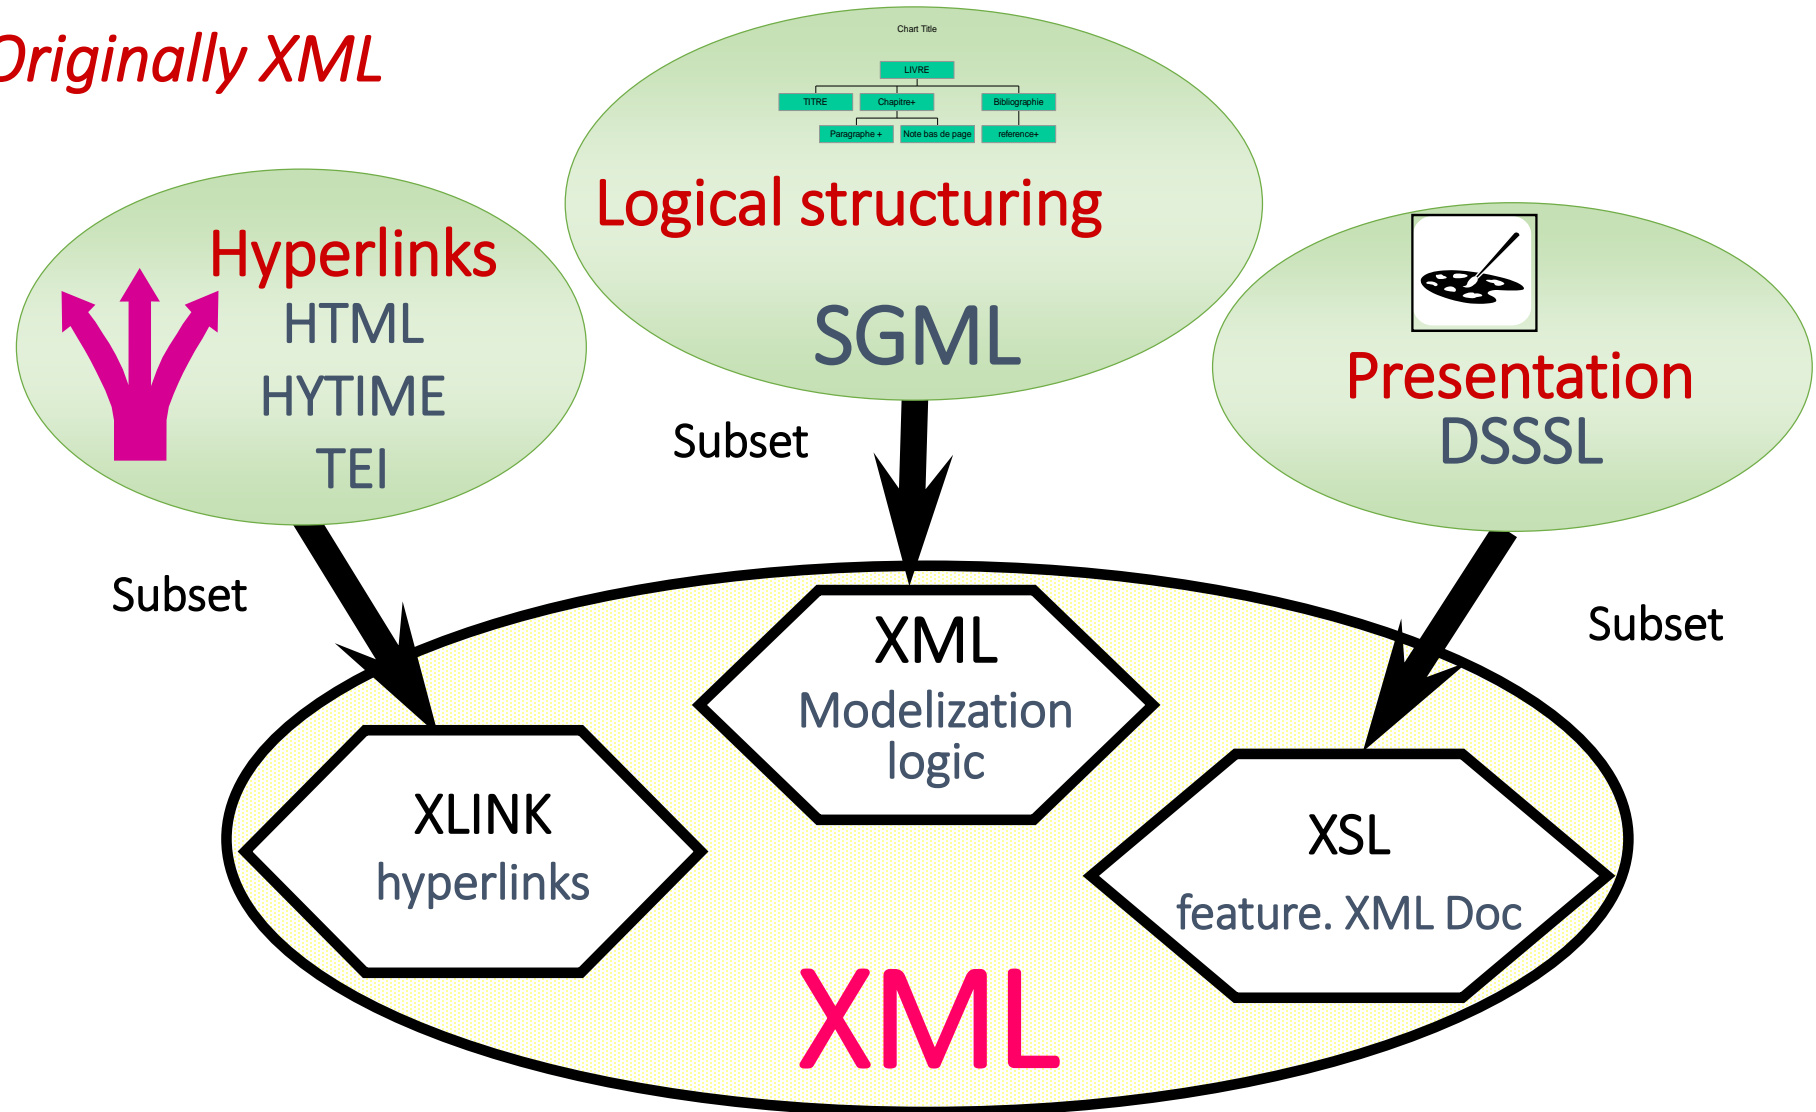 Originally XML
Chart Title
LIVRE
TITRE
Chapitre+
Bibliographie
Paragraphe +
Note bas de page
reference+
Logical structuring
SGML
Hyperlinks
HTML
HYTIME
TEI
Presentation
DSSSL
Subset
Subset
Subset
XML
Modelization
logic
XLINK
hyperlinks
XSL
feature. XML Doc
XML